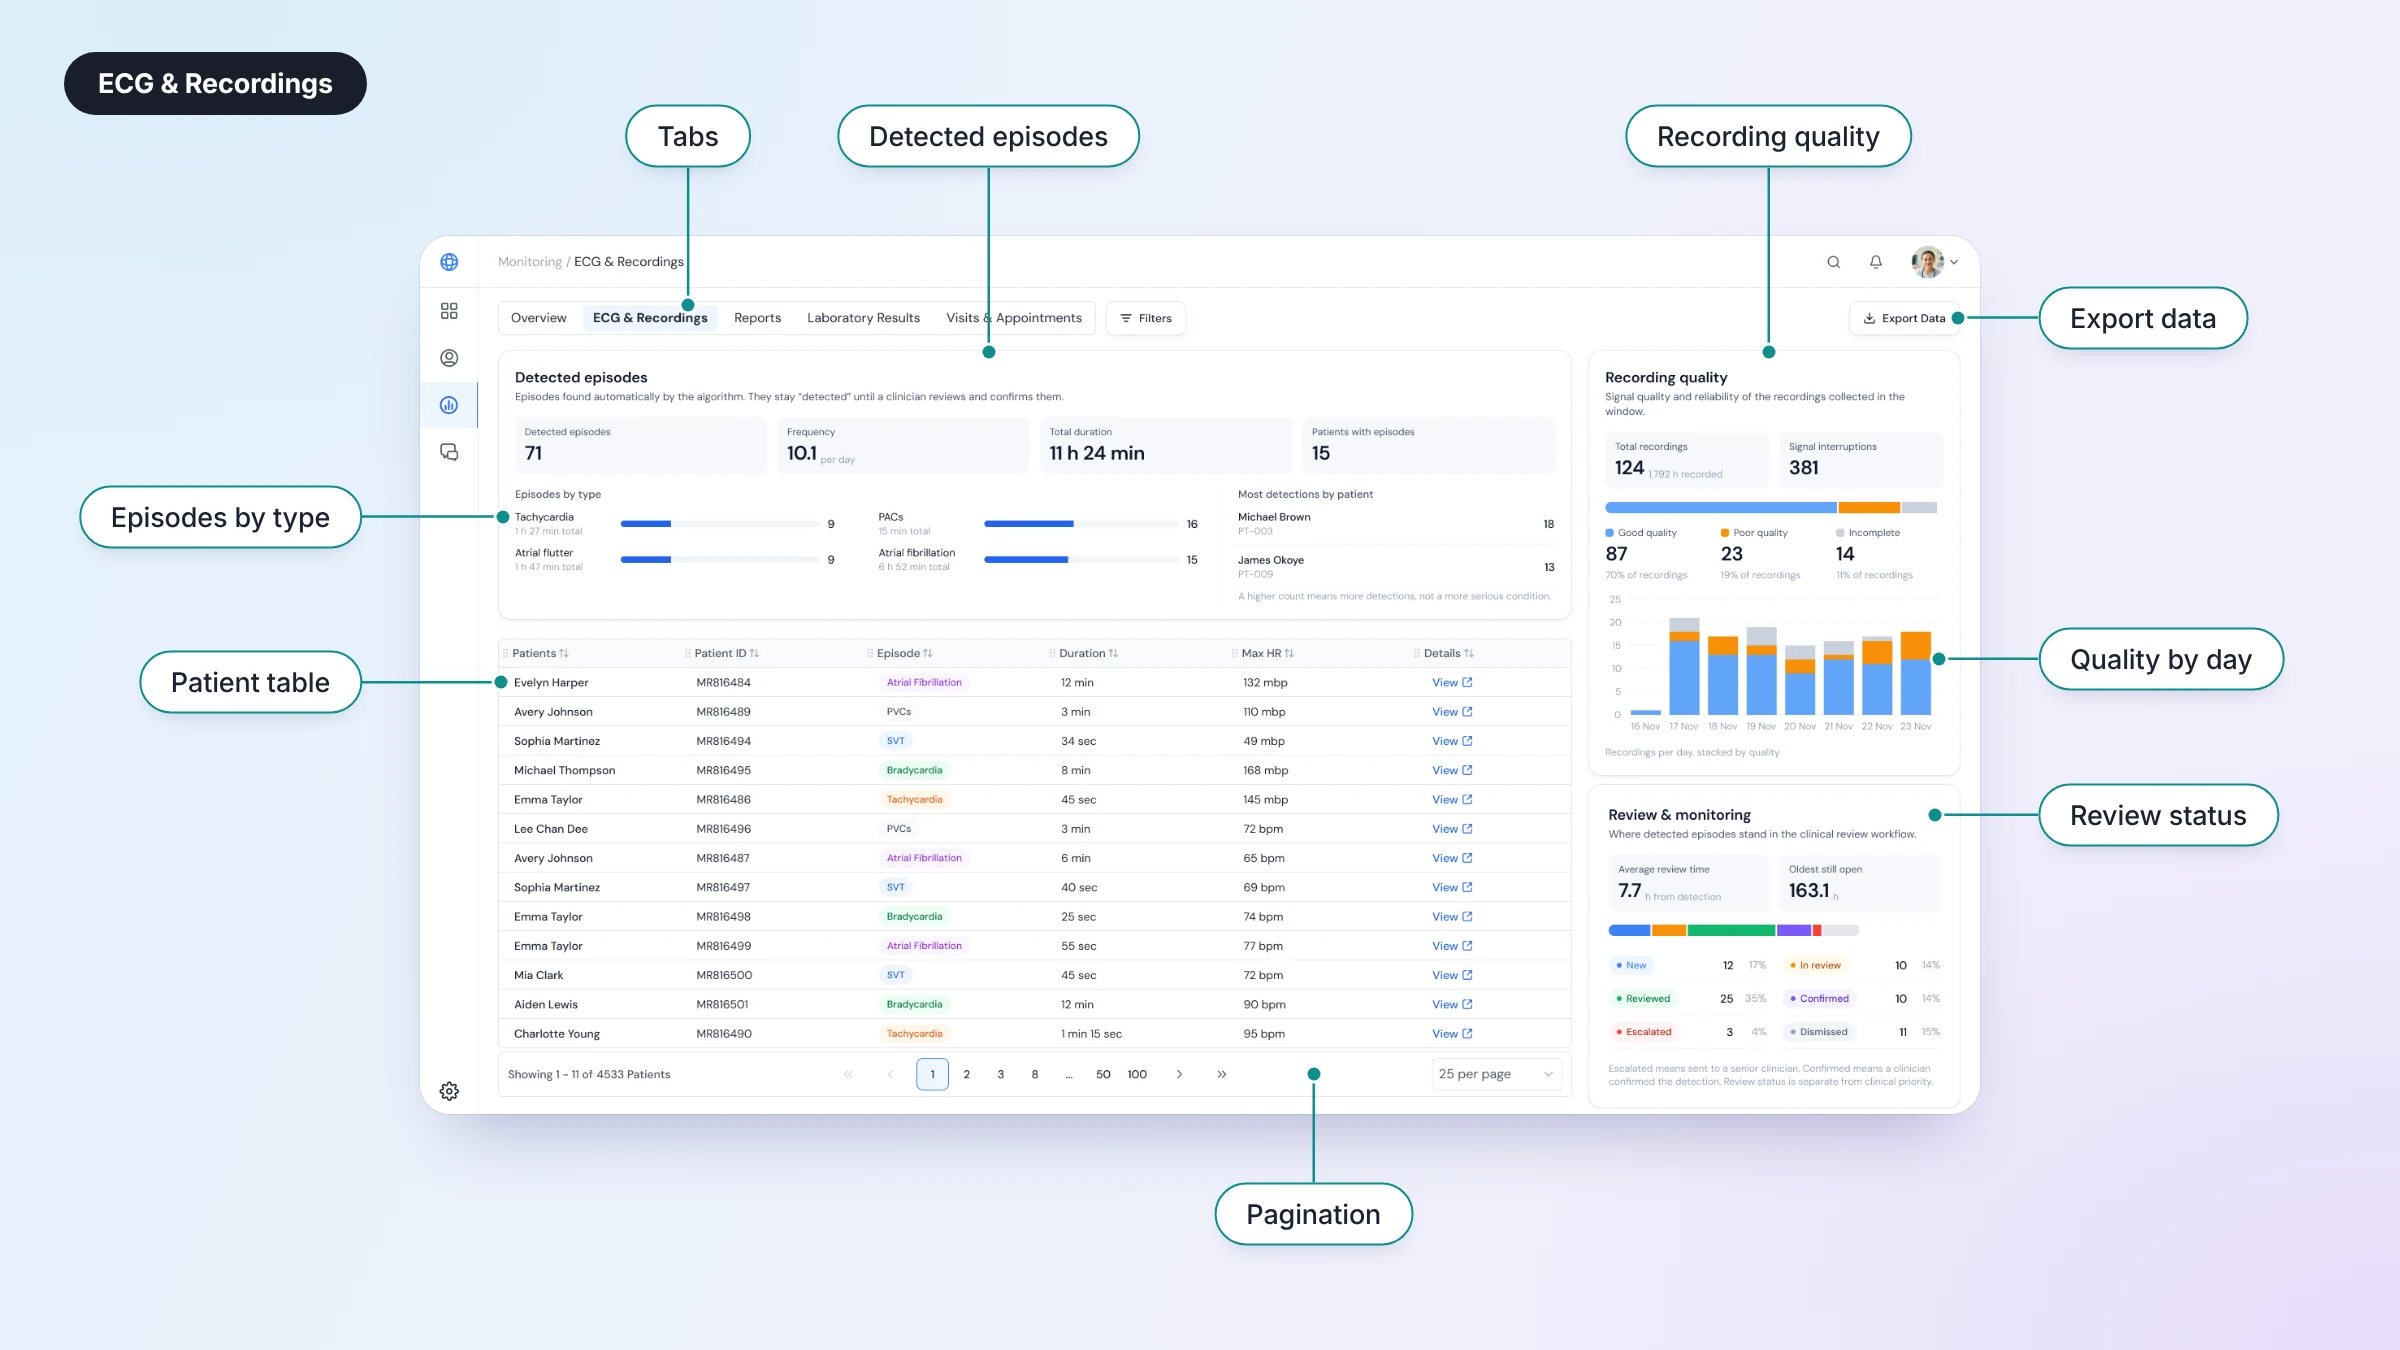 ECG & Recordings
Tabs
Detected episodes
Recording quality
Monitoring / ECG & Recordings
Overview
ECG & Recordings
Reports
Laboratory Results
Visits & Appointments
Filters
Export Data
Export data
Detected episodes
Episodes found automatically by the algorithm. They stay “detected” until a clinician reviews and confirms them.
Detected episodes
71
Frequency
10.1 per day
Total duration
11 h 24 min
Patients with episodes
15
Episodes by type
Episodes by type
Tachycardia
1 h 27 min total
9
PACs
15 min total
16
Atrial flutter
1 h 47 min total
9
Atrial fibrillation
6 h 52 min total
15
Most detections by patient
Michael Brown
PT-003
18
James Okoye
PT-009
13
A higher count means more detections, not a more serious condition.
Recording quality
Signal quality and reliability of the recordings collected in the
window.
Total recordings
124 1,792 h recorded
Signal interruptions
381
Good quality
87
70% of recordings
Poor quality
23
19% of recordings
Incomplete
14
11% of recordings
25
20
15
10
5
0
16 Nov 17 Nov 18 Nov 19 Nov 20 Nov 21 Nov 22 Nov 23 Nov
Recordings per day, stacked by quality
Quality by day
Patient table
Patients Patient ID Episode Duration Max HR Details
Evelyn Harper MR816484 Atrial Fibrillation 12 min 132 mbp View
Avery Johnson MR816489 PVCs 3 min 110 mbp View
Sophia Martinez MR816494 SVT 34 sec 49 mbp View
Michael Thompson MR816495 Bradycardia 8 min 168 mbp View
Emma Taylor MR816486 Tachycardia 45 sec 145 mbp View
Lee Chan Dee MR816496 PVCs 3 min 72 bpm View
Avery Johnson MR816487 Atrial Fibrillation 6 min 65 bpm View
Sophia Martinez MR816497 SVT 40 sec 69 bpm View
Emma Taylor MR816498 Bradycardia 25 sec 74 bpm View
Emma Taylor MR816499 Atrial Fibrillation 55 sec 77 bpm View
Mia Clark MR816500 SVT 45 sec 72 bpm View
Aiden Lewis MR816501 Bradycardia 12 min 90 bpm View
Charlotte Young MR816490 Tachycardia 1 min 15 sec 95 bpm View
Showing 1 - 11 of 4533 Patients
1 2 3 8 ... 50 100
25 per page
Review & monitoring
Where detected episodes stand in the clinical review workflow.
Average review time
7.7 h from detection
Oldest still open
163.1 h
New 12 17%
In review 10 14%
Reviewed 25 35%
Confirmed 10 14%
Escalated 3 4%
Dismissed 11 15%
Escalated means sent to a senior clinician. Confirmed means a clinician
confirmed the detection. Review status is separate from clinical priority.
Review status
Pagination